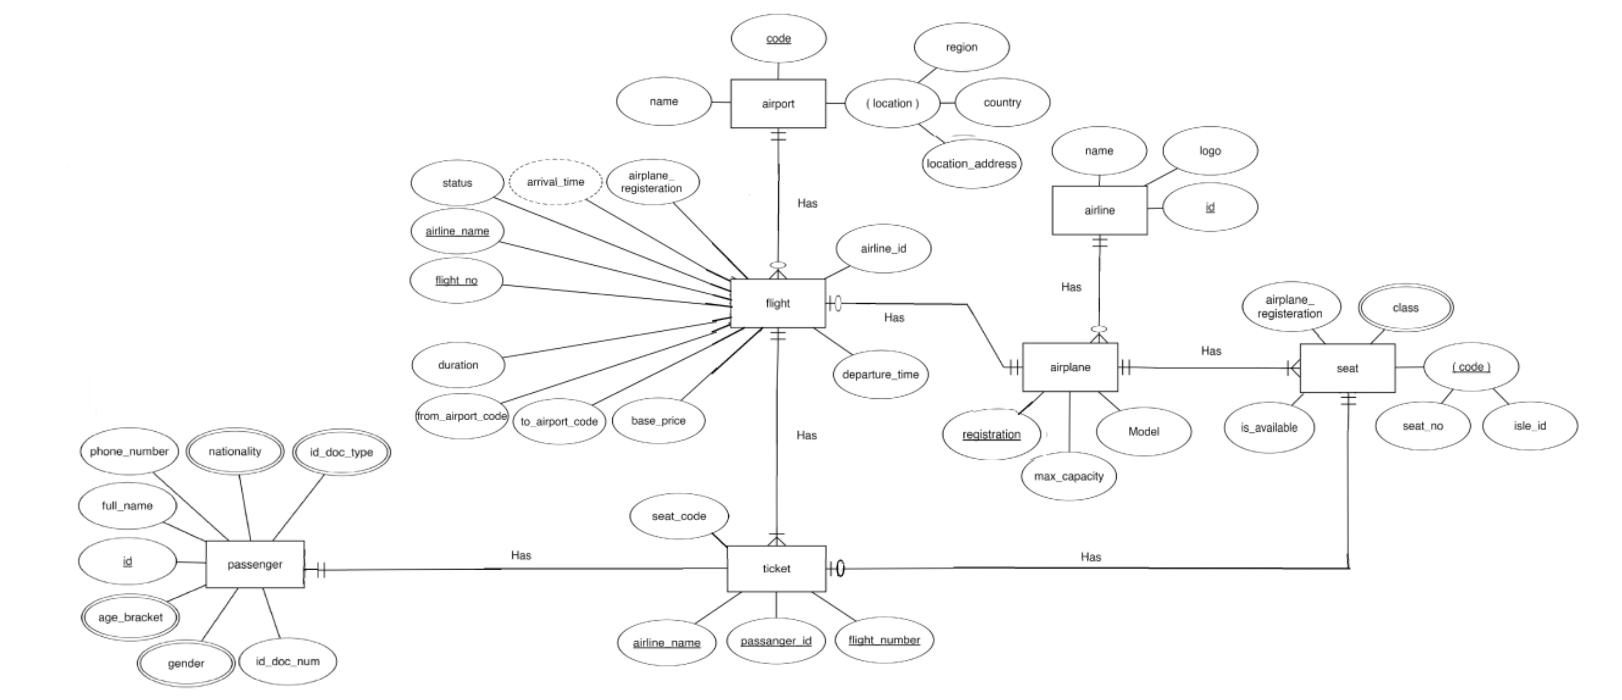 code
region
name
airport
( location )
country
location_address
name
logo
status
arrival_time
airplane_
registeration
airline
id
Has
airline_name
airline_id
flight_no
flight
Has
Has
airplane_
registeration
class
duration
departure_time
airplane
Has
seat
( code )
from_airport_code
to_airport_code
base_price
registration
Model
is_available
seat_no
isle_id
max_capacity
Has
phone_number
nationality
id_doc_type
full_name
seat_code
id
passenger
Has
ticket
Has
age_bracket
gender
id_doc_num
airline_name
passanger_id
flight_number